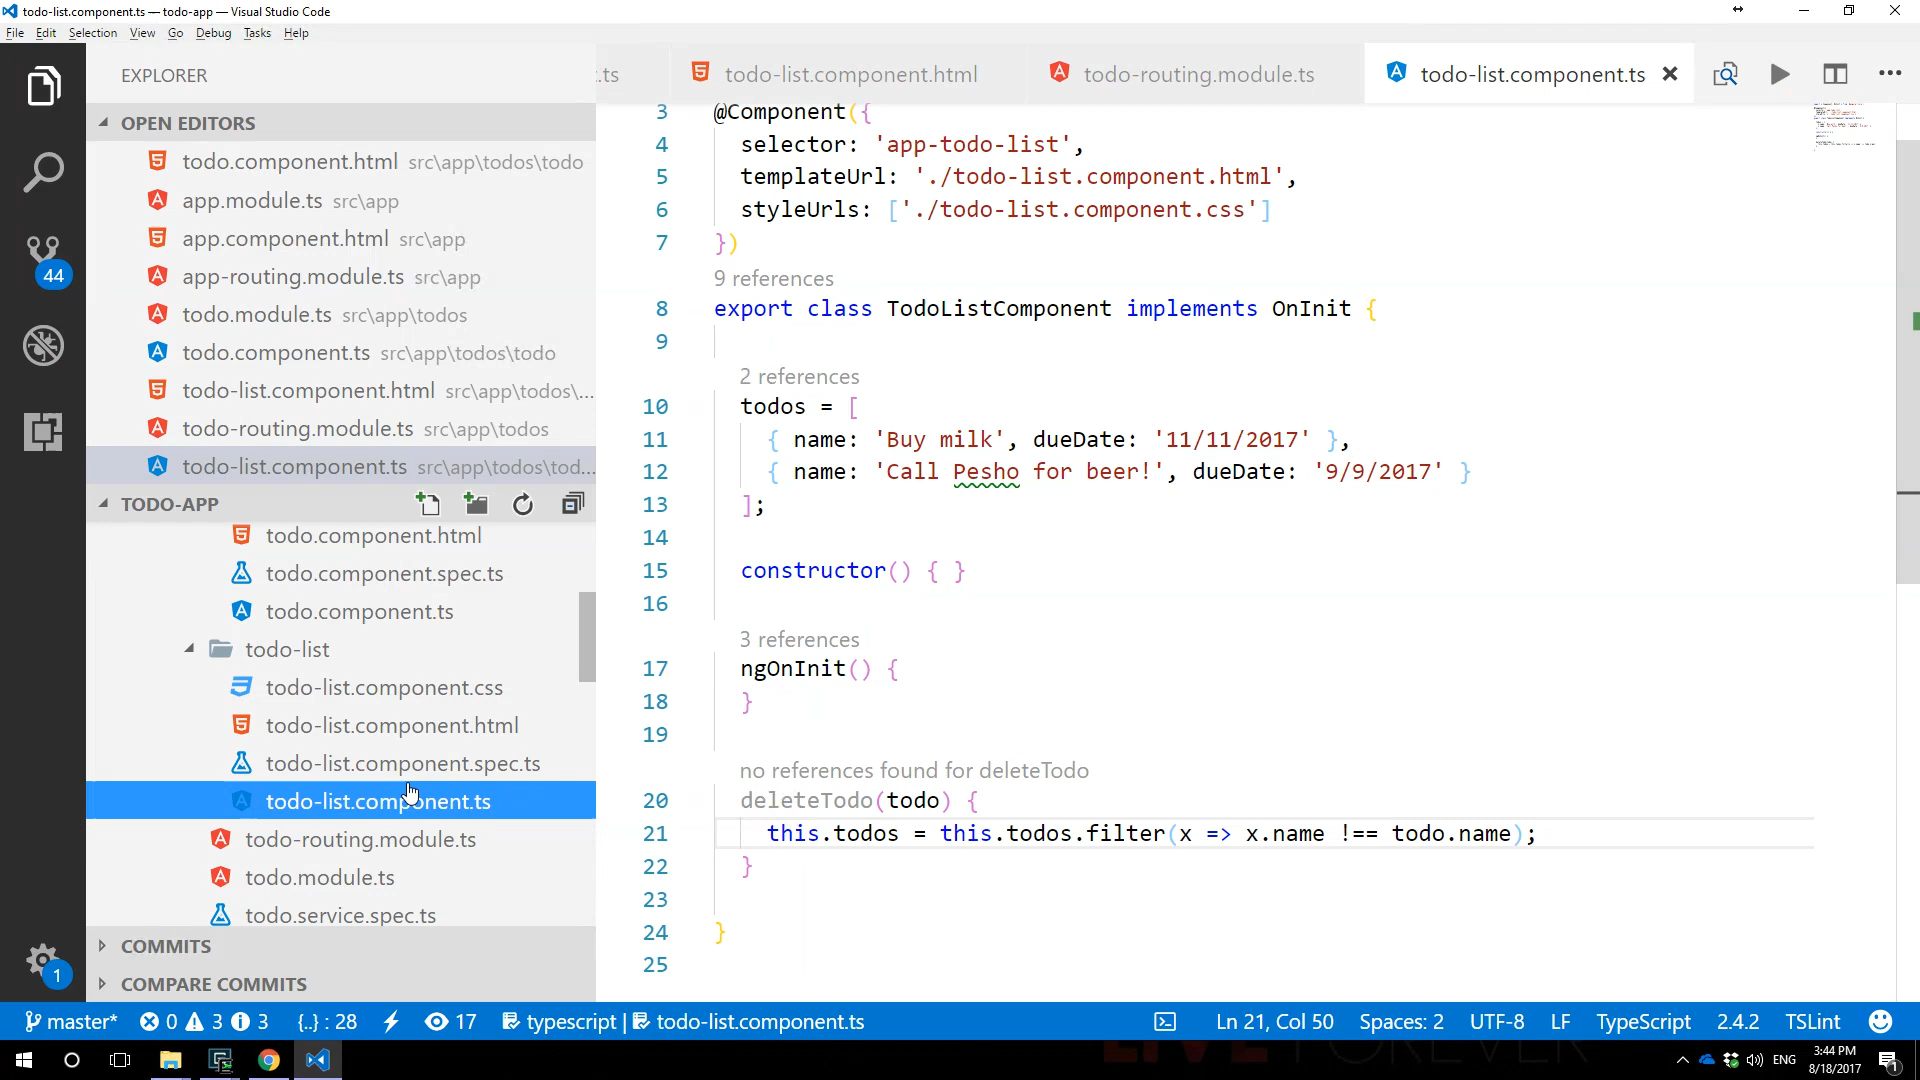 todo-list.component.ts — todo-app — Visual Studio Code
File Edit Selection View Go Debug Tasks Help
EXPLORER
.ts
todo-list.component.html
todo-routing.module.ts
todo-list.component.ts
OPEN EDITORS
todo.component.html src\app\todos\todo
app.module.ts src\app
app.component.html src\app
app-routing.module.ts src\app
todo.module.ts src\app\todos
todo.component.ts src\app\todos\todo
todo-list.component.html src\app\todos\...
todo-routing.module.ts src\app\todos
todo-list.component.ts src\app\todos\tod...
TODO-APP
todo.component.html
todo.component.spec.ts
todo.component.ts
todo-list
todo-list.component.css
todo-list.component.html
todo-list.component.spec.ts
todo-list.component.ts
todo-routing.module.ts
todo.module.ts
todo.service.spec.ts
COMMITS
COMPARE COMMITS
44
1
3 @Component({
4 selector: 'app-todo-list',
5 templateUrl: './todo-list.component.html',
6 styleUrls: ['./todo-list.component.css']
7 })
9 references
8 export class TodoListComponent implements OnInit {
9
2 references
10 todos = [
11 { name: 'Buy milk', dueDate: '11/11/2017' },
12 { name: 'Call Pesho for beer!', dueDate: '9/9/2017' }
13 ];
14
15 constructor() { }
16
3 references
17 ngOnInit() {
18 }
19
no references found for deleteTodo
20 deleteTodo(todo) {
21 this.todos = this.todos.filter(x => x.name !== todo.name);
22 }
23
24 }
25
master* 0 3 3 {..} : 28 17 typescript | todo-list.component.ts Ln 21, Col 50 Spaces: 2 UTF-8 LF TypeScript 2.4.2 TSLint
ENG
3:44 PM
8/18/2017
1